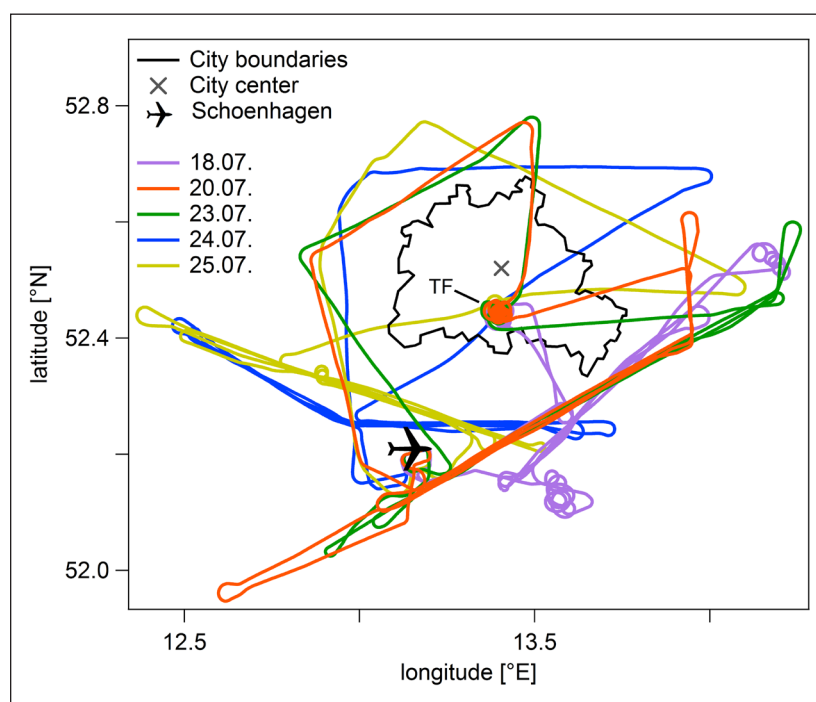 City boundaries
City center
Schoenhagen
18.07.
20.07.
23.07.
24.07.
25.07.
TF
52.8
52.4
52.0
latitude [°N]
12.5
13.5
longitude [°E]